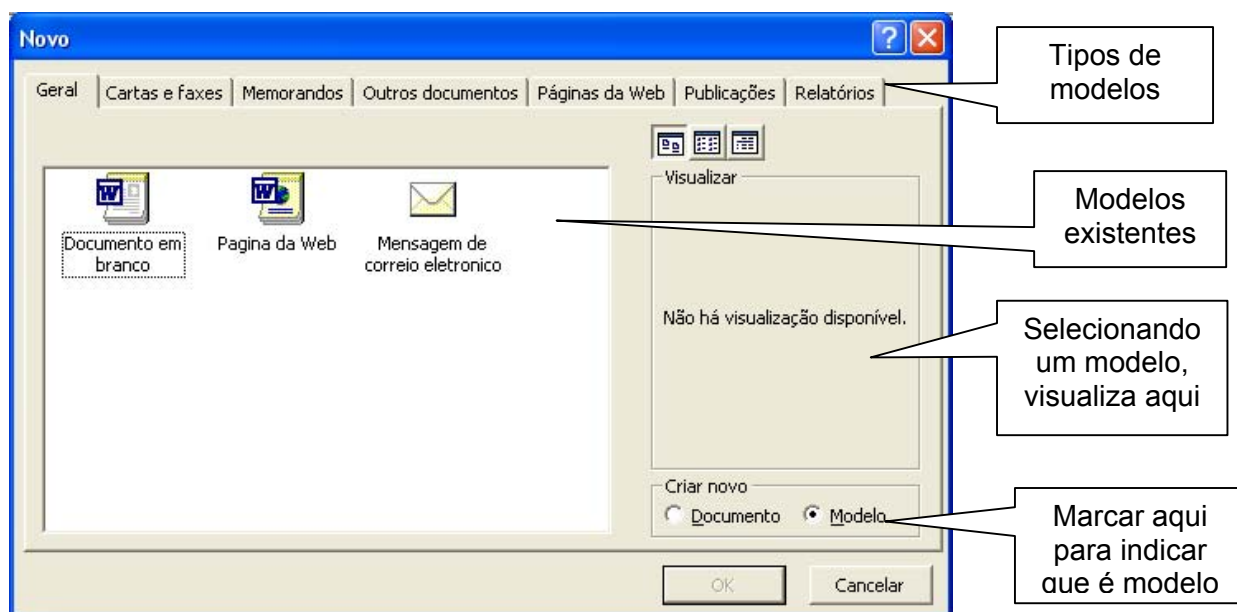 Novo
Tipos de
modelos
Geral
Cartas e faxes
Memorandos
Outros documentos
Páginas da Web
Publicações
Relatórios
Visualizar
Modelos
existentes
Documento em
branco
Pagina da Web
Mensagem de
correio eletronico
Não há visualização disponível.
Selecionando
um modelo,
visualiza aqui
Criar novo
Documento
Modelo
Marcar aqui
para indicar
que é modelo
OK
Cancelar